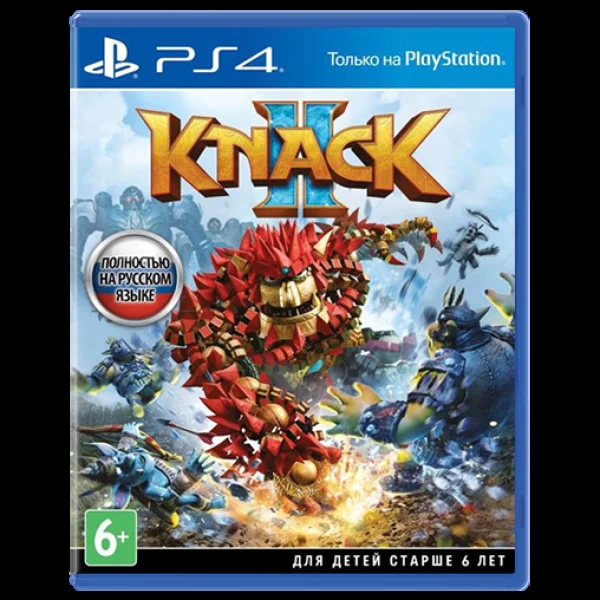 PS4
Только на PlayStation
KNACK
II
ПОЛНОСТЬЮ
НА РУССКОМ
ЯЗЫКЕ
6+
ДЛЯ ДЕТЕЙ СТАРШЕ 6 ЛЕТ